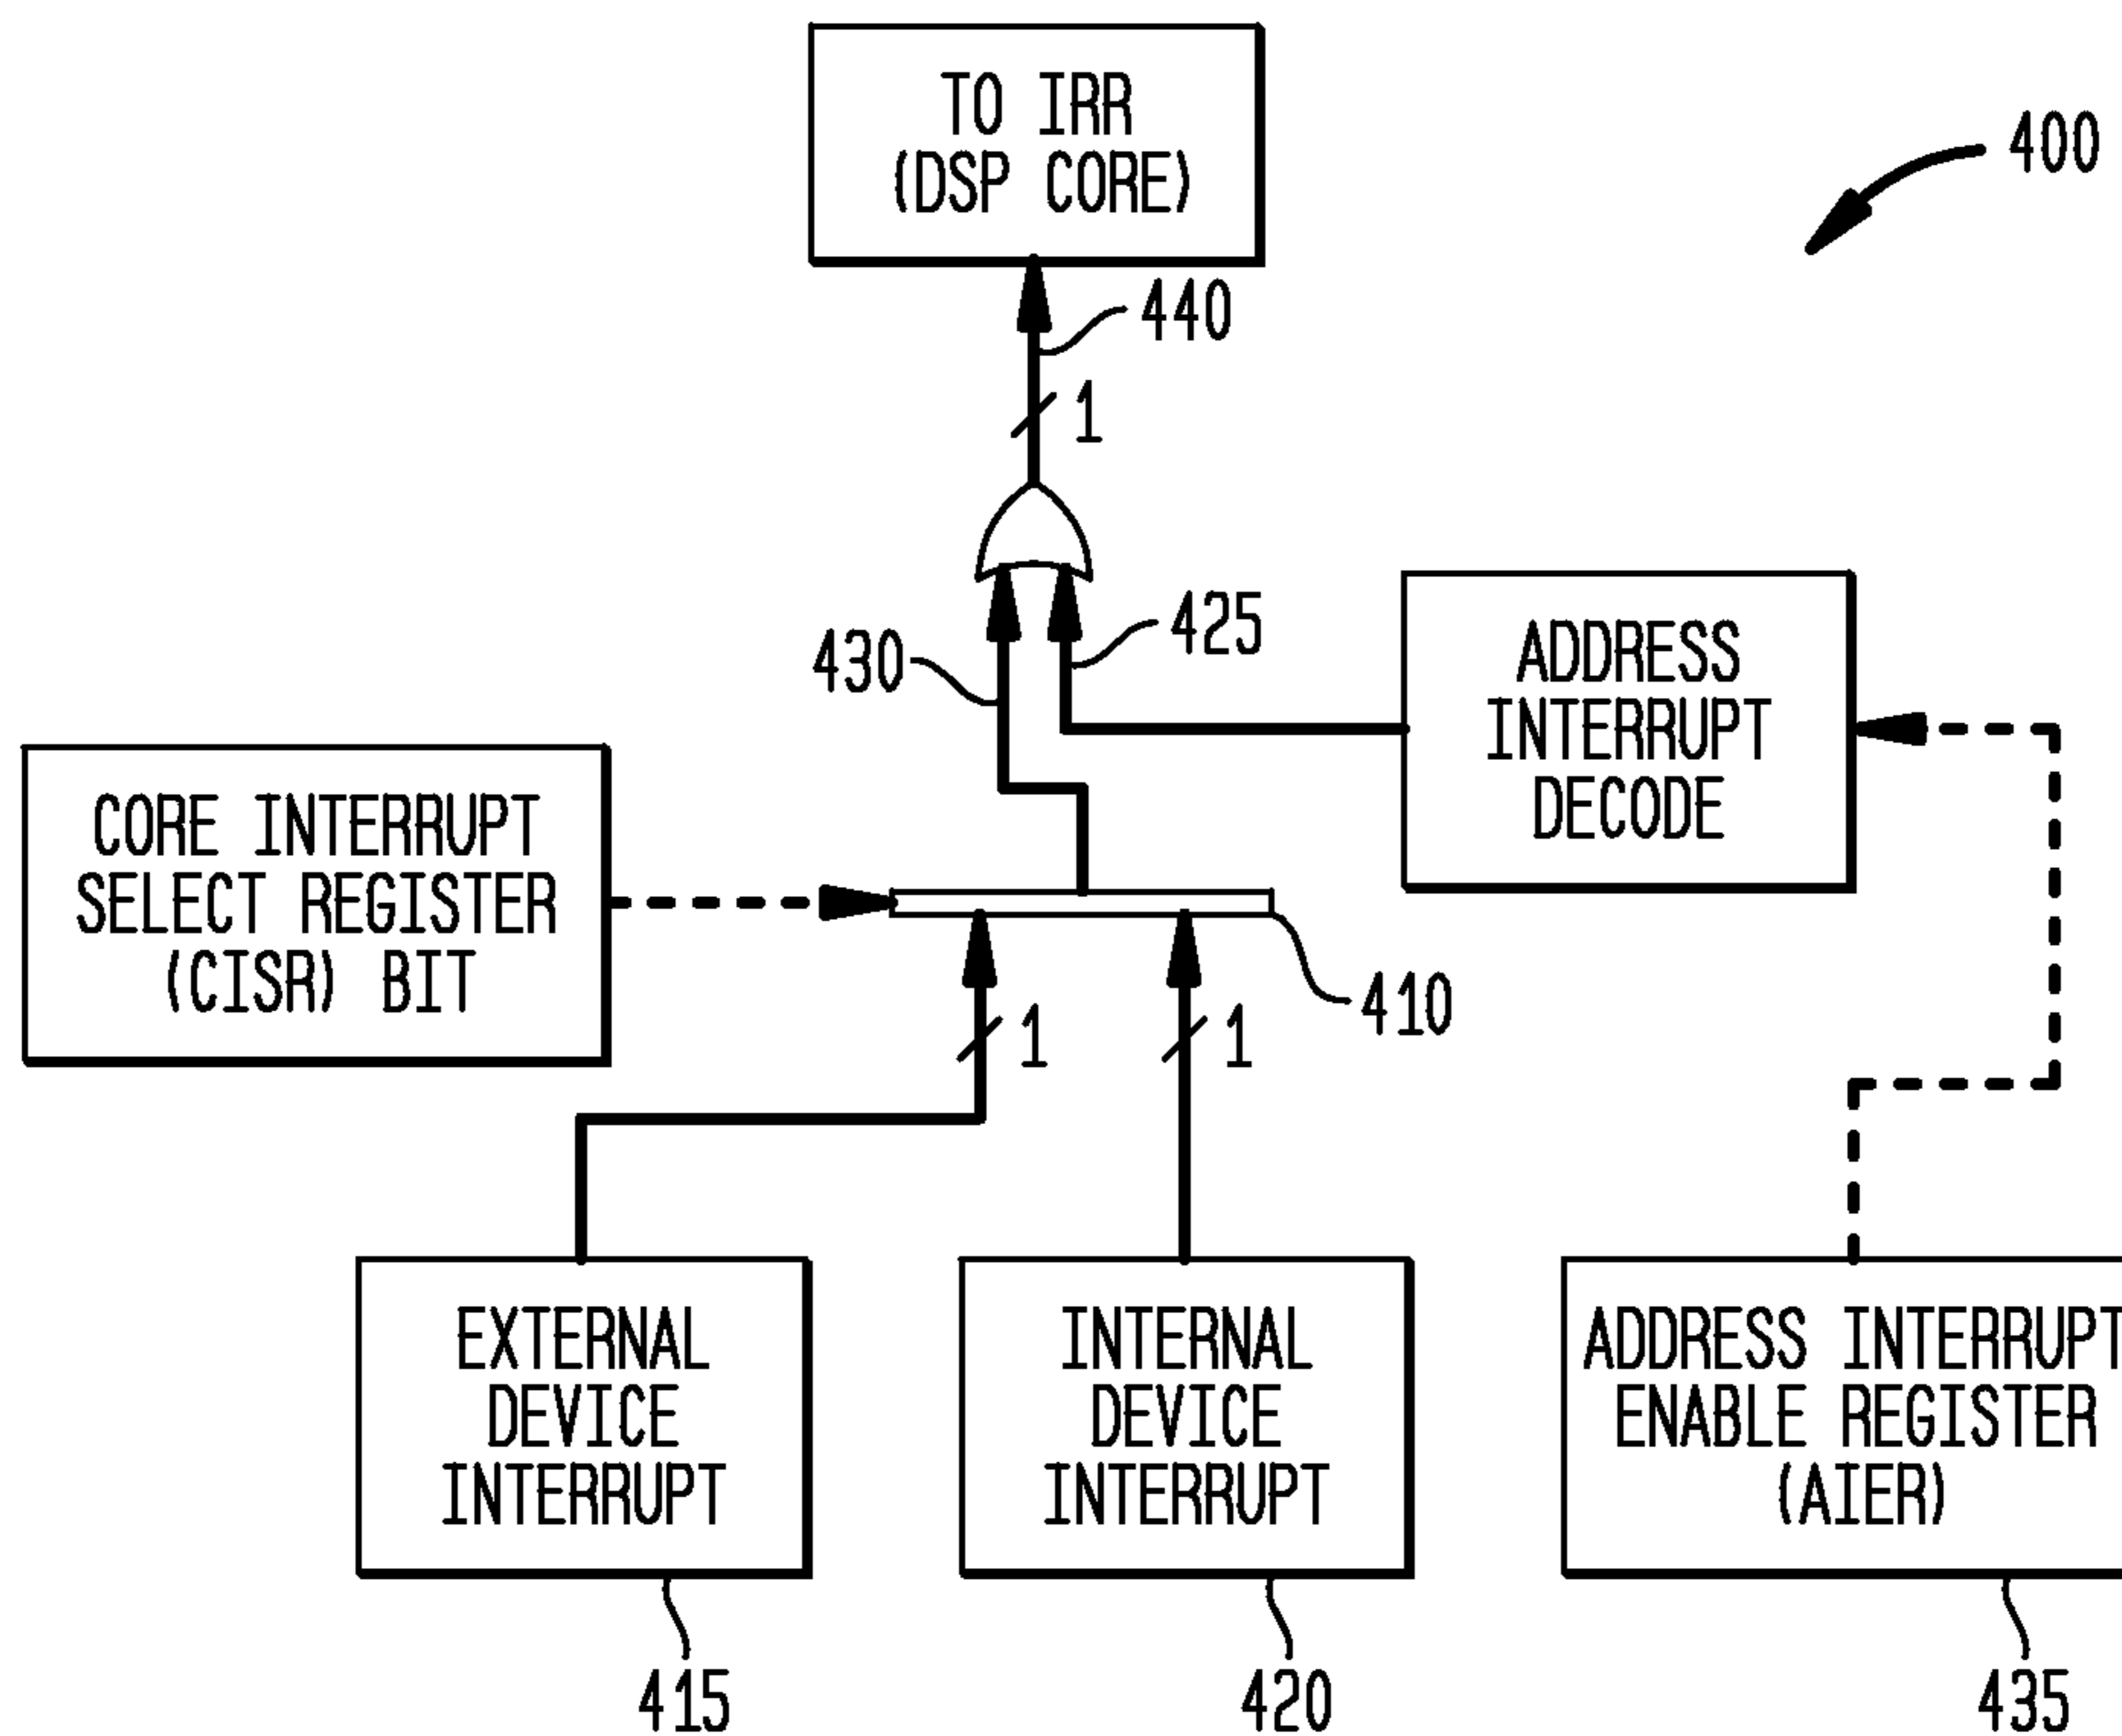 TO IRR
(DSP CORE)
400
440
1
425
430
ADDRESS
INTERRUPT
DECODE
CORE INTERRUPT
SELECT REGISTER
(CISR) BIT
410
1
1
EXTERNAL
DEVICE
INTERRUPT
INTERNAL
DEVICE
INTERRUPT
ADDRESS INTERRUPT
ENABLE REGISTER
(AIER)
415
420
435